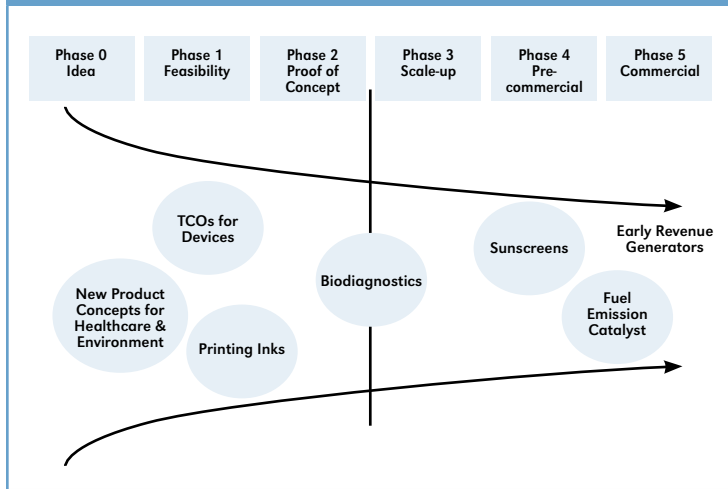 Phase 0
Idea
Phase 1
Feasibility
Phase 2
Proof of
Concept
Phase 3
Scale-up
Phase 4
Pre-
commercial
Phase 5
Commercial
TCOs for
Devices
Early Revenue
Generators
Sunscreens
Biodiagnostics
New Product
Concepts for
Healthcare &
Environment
Fuel
Emission
Catalyst
Printing Inks